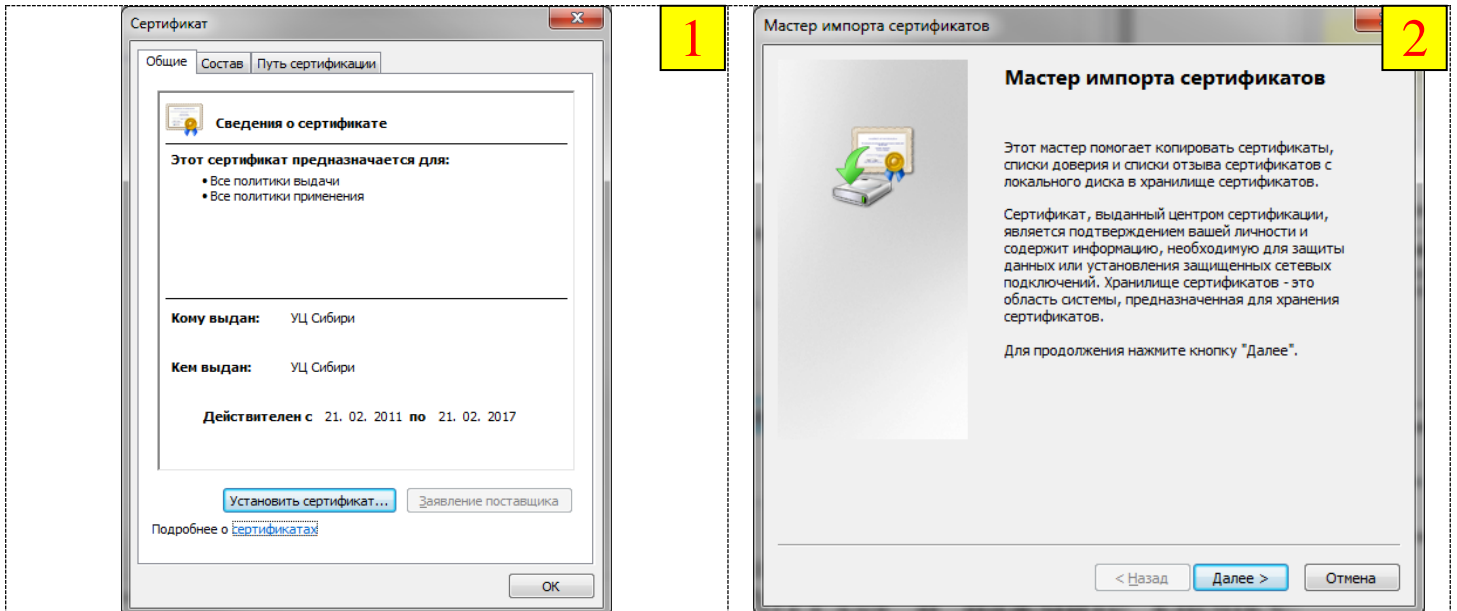 Сертификат
1
Общие Состав Путь сертификации
Сведения о сертификате
Этот сертификат предназначается для:
• Все политики выдачи
• Все политики применения
Кому выдан: УЦ Сибири
Кем выдан: УЦ Сибири
Действителен с 21. 02. 2011 по 21. 02. 2017
Установить сертификат... Заявление поставщика
Подробнее о сертификатах
OK
Мастер импорта сертификатов
2
Мастер импорта сертификатов
Этот мастер помогает копировать сертификаты,
списки доверия и списки отзыва сертификатов с
локального диска в хранилище сертификатов.
Сертификат, выданный центром сертификации,
является подтверждением вашей личности и
содержит информацию, необходимую для защиты
данных или установления защищенных сетевых
подключений. Хранилище сертификатов - это
область системы, предназначенная для хранения
сертификатов.
Для продолжения нажмите кнопку "Далее".
< Назад Далее > Отмена